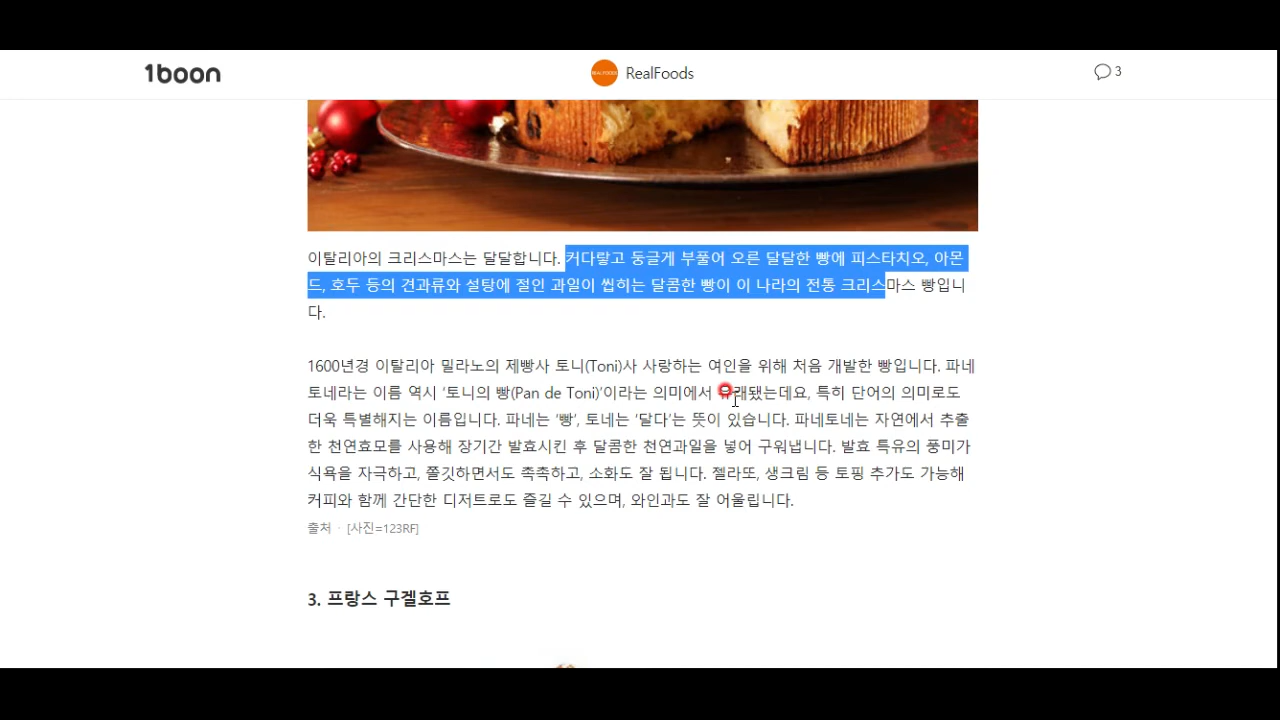 1boon
RealFoods
3
이탈리아의 크리스마스는 달달합니다. 커다랗고 둥글게 부풀어 오른 달달한 빵에 피스타치오, 아몬
드, 호두 등의 견과류와 설탕에 절인 과일이 씹히는 달콤한 빵이 이 나라의 전통 크리스마스 빵입니
다.
1600년경 이탈리아 밀라노의 제빵사 토니(Toni)사 사랑하는 여인을 위해 처음 개발한 빵입니다. 파네
토네라는 이름 역시 ‘토니의 빵(Pan de Toni)’이라는 의미에서 유래됐는데요, 특히 단어의 의미로도
더욱 특별해지는 이름입니다. 파네는 ‘빵’, 토네는 ‘달다’는 뜻이 있습니다. 파네토네는 자연에서 추출
한 천연효모를 사용해 장기간 발효시킨 후 달콤한 천연과일을 넣어 구워냅니다. 발효 특유의 풍미가
식욕을 자극하고, 쫄깃하면서도 촉촉하고, 소화도 잘 됩니다. 젤라또, 생크림 등 토핑 추가도 가능해
커피와 함께 간단한 디저트로도 즐길 수 있으며, 와인과도 잘 어울립니다.
출처 · [사진=123RF]
3. 프랑스 구겔호프